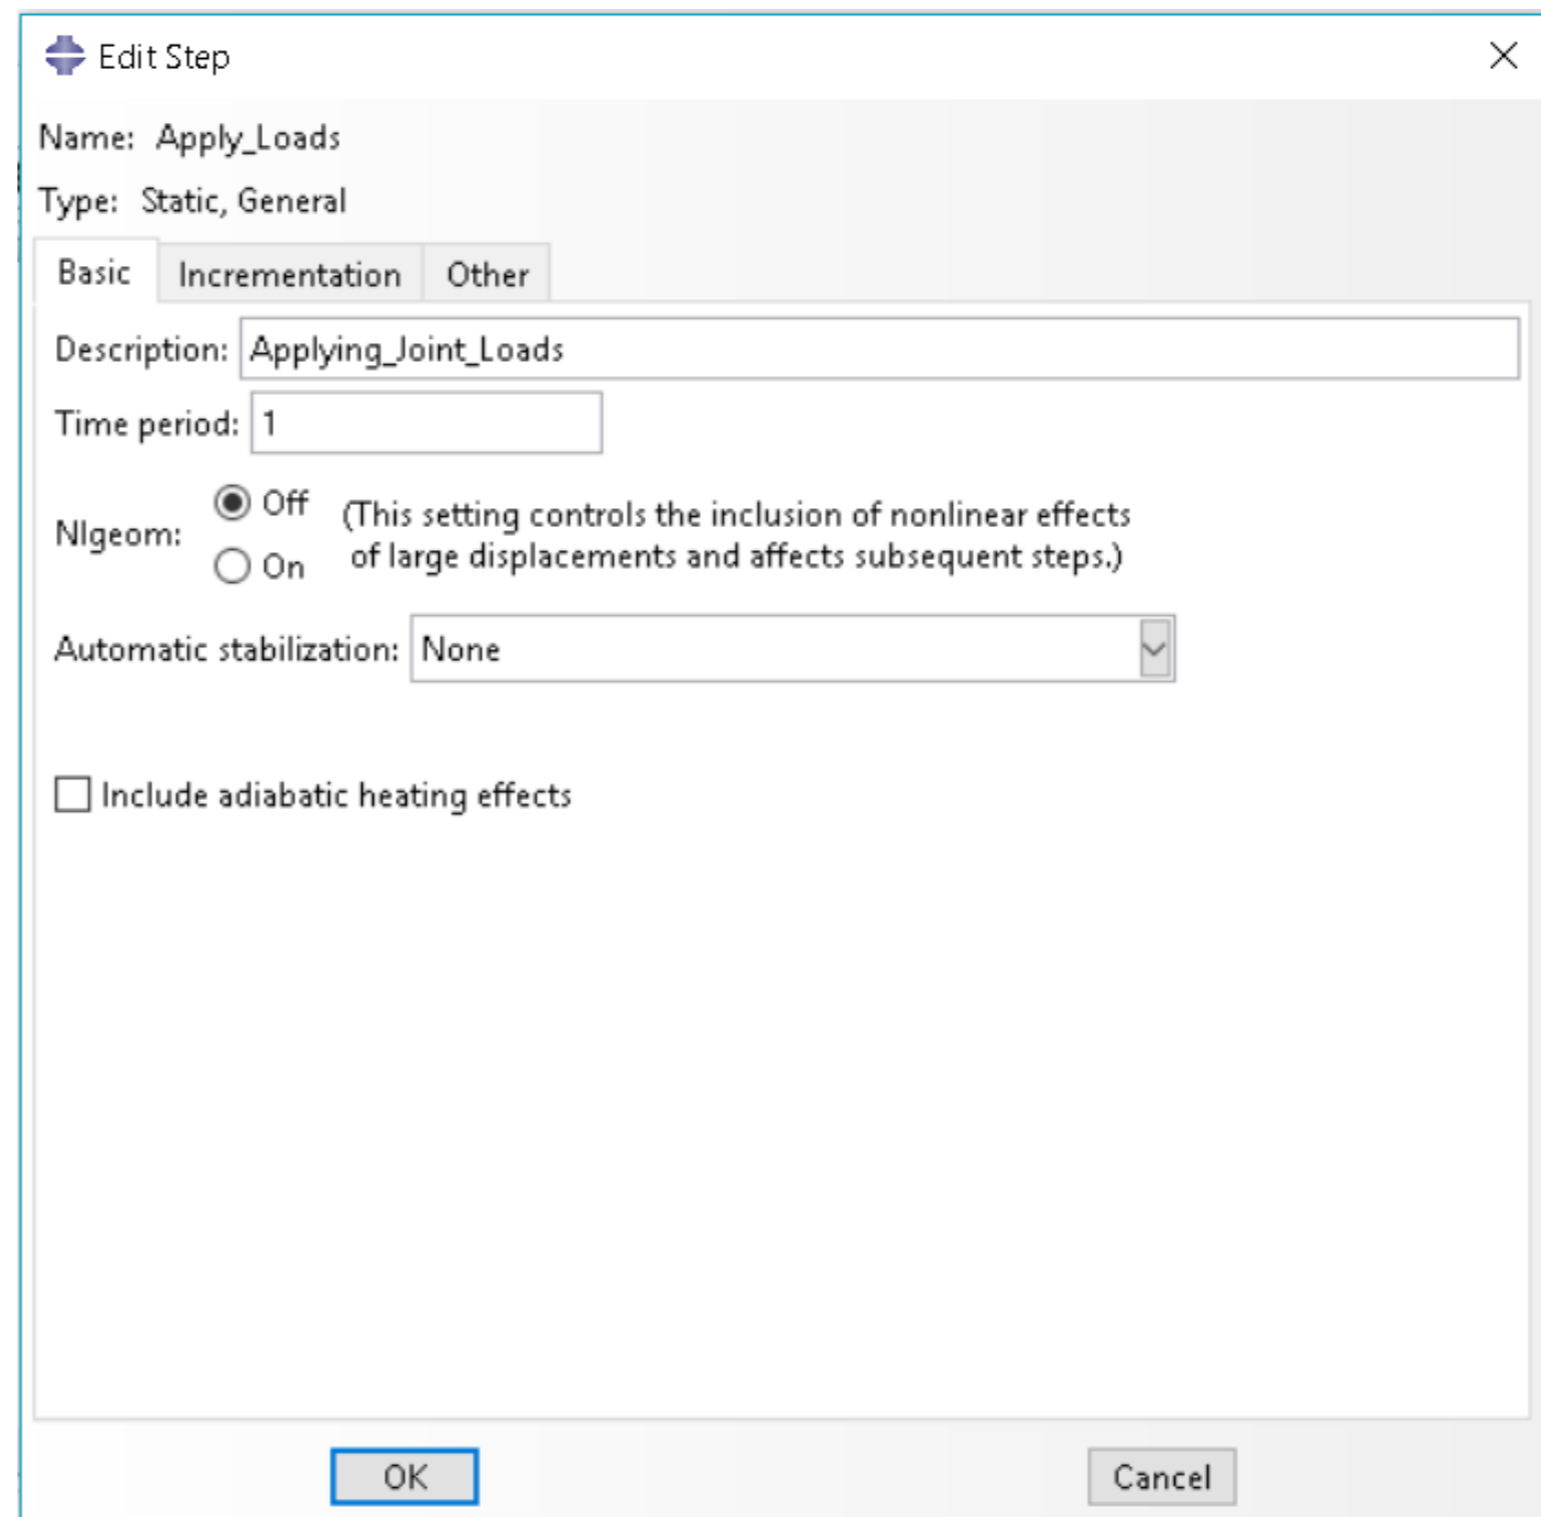 Edit Step
Name: Apply_Loads
Type: Static, General
Basic Incrementation Other
Description: Applying_Joint_Loads
Time period: 1
Nlgeom: Off (This setting controls the inclusion of nonlinear effects
On of large displacements and affects subsequent steps.)
Automatic stabilization: None
Include adiabatic heating effects
OK Cancel